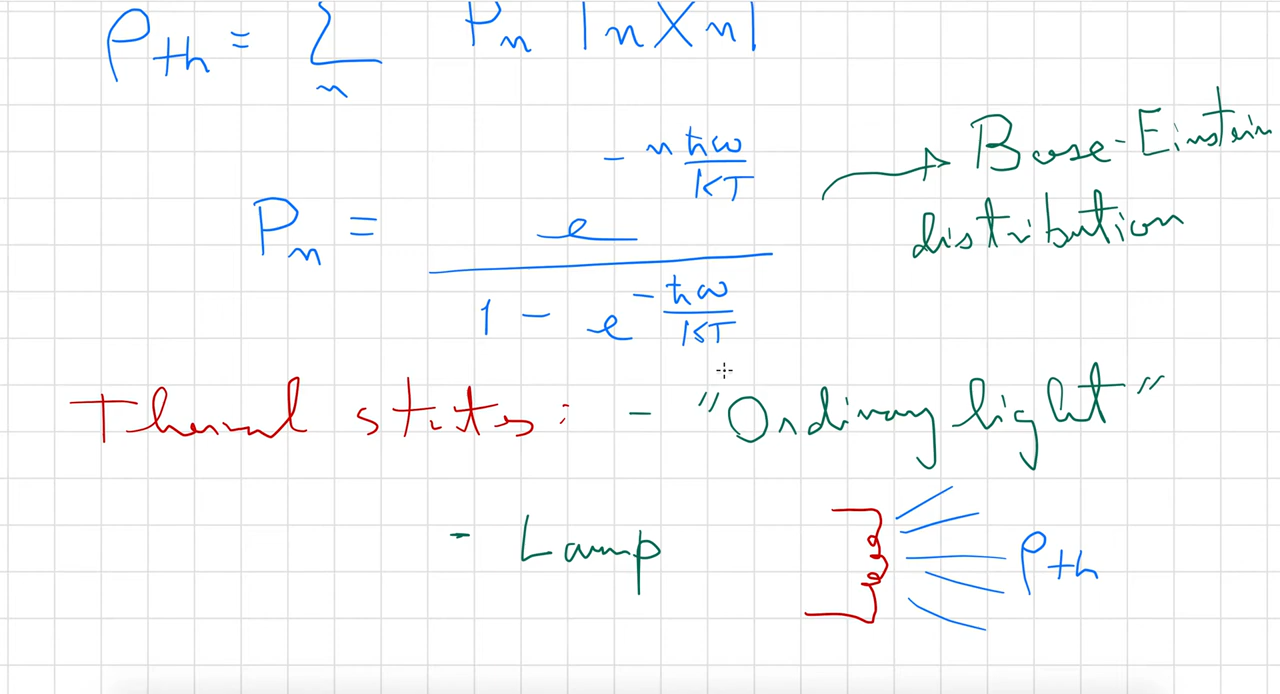 ρth = Σn Pn |n⟩⟨n|
Pn = e^(-nħω/KT) / (1 - e^(-ħω/KT)) → Bose-Einstein
distribution
Thermal states: - "Ordinary light"
- Lamp ρth